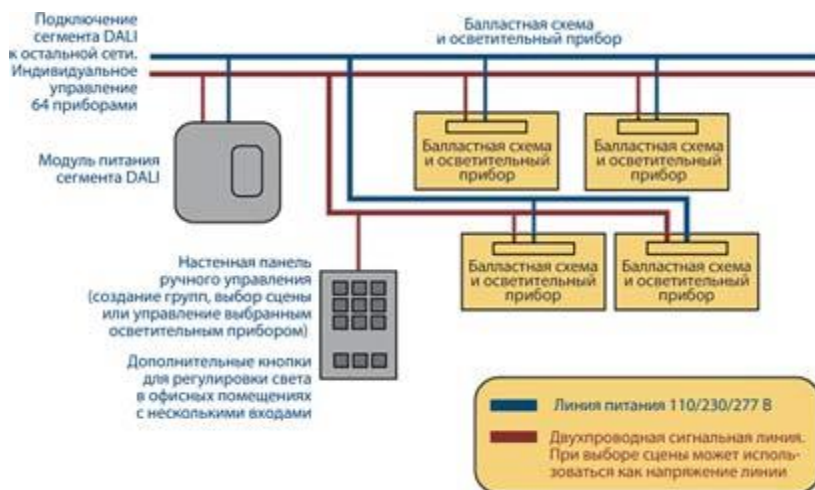 Подключение
сегмента DALI
к остальной сети.
Индивидуальное
управление
64 приборами
Балластная схема
и осветительный прибор
Модуль питания
сегмента DALI
Балластная схема
и осветительный
прибор
Балластная схема
и осветительный
прибор
Балластная схема
и осветительный
прибор
Балластная схема
и осветительный
прибор
Настенная панель
ручного управления
(создание групп, выбор сцены
или управление выбранным
осветительным прибором)
Дополнительные кнопки
для регулировки света
в офисных помещениях
с несколькими входами
Линия питания 110/230/277 В
Двухпроводная сигнальная линия.
При выборе сцены может исполь-
зоваться как напряжение линии